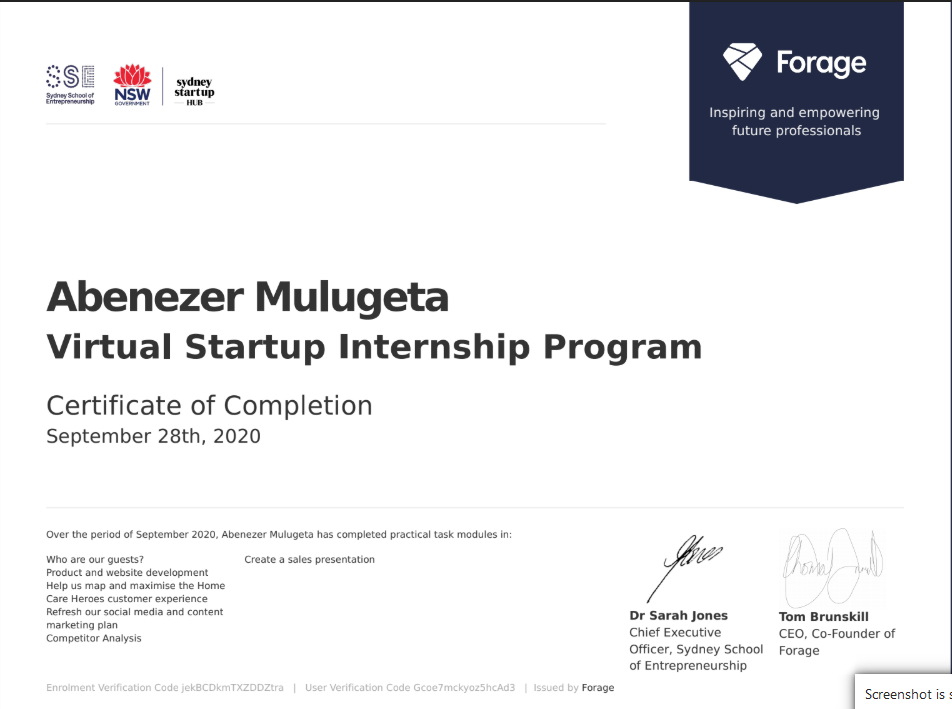 SSE
Sydney School of
Entrepreneurship
NSW
GOVERNMENT
sydney
startup
HUB
Forage
Inspiring and empowering
future professionals
Abenezer Mulugeta
Virtual Startup Internship Program
Certificate of Completion
September 28th, 2020
Over the period of September 2020, Abenezer Mulugeta has completed practical task modules in:
Who are our guests?
Product and website development
Help us map and maximise the Home
Care Heroes customer experience
Refresh our social media and content
marketing plan
Competitor Analysis
Create a sales presentation
Dr Sarah Jones
Chief Executive
Officer, Sydney School
of Entrepreneurship
Tom Brunskill
CEO, Co-Founder of
Forage
Enrolment Verification Code jekBCDkmTXZDDZtra | User Verification Code Gcoe7mckyoz5hcAd3 | Issued by Forage
Screenshot is s